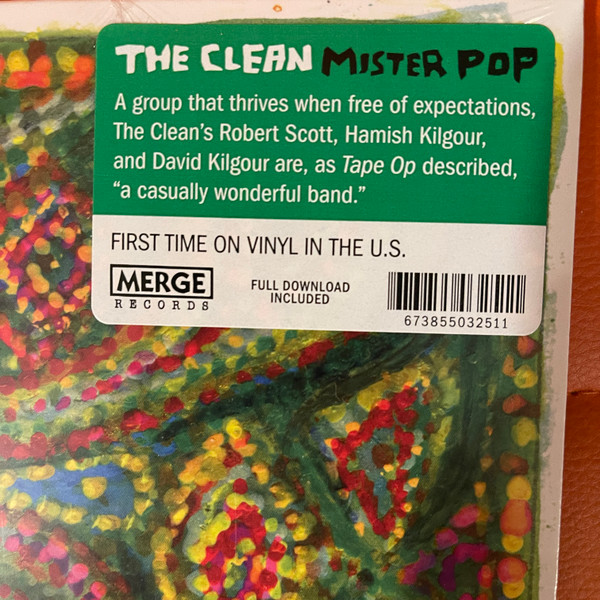 THE CLEAN MISTER POP
A group that thrives when free of expectations,
The Clean's Robert Scott, Hamish Kilgour,
and David Kilgour are, as Tape Op described,
“a casually wonderful band.”
FIRST TIME ON VINYL IN THE U.S.
MERGE
RECORDS
FULL DOWNLOAD
INCLUDED
673855032511